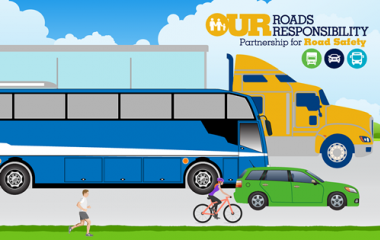 OUR ROADS
RESPONSIBILITY
Partnership for Road Safety